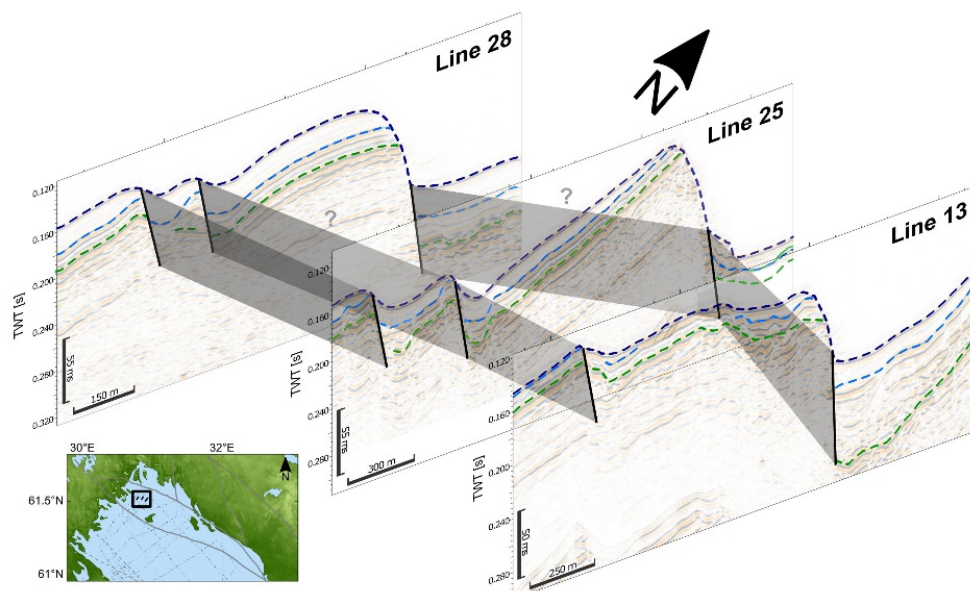 Line 28
0.120
0.160
0.200
0.240
0.280
0.320
TWT [s]
55 ms
150 m
?
N
Line 25
0.120
0.160
0.200
0.240
0.280
TWT [s]
55 ms
300 m
?
Line 13
0.120
0.160
0.200
0.240
0.280
TWT [s]
50 ms
250 m
30°E
32°E
N
61.5°N
61°N